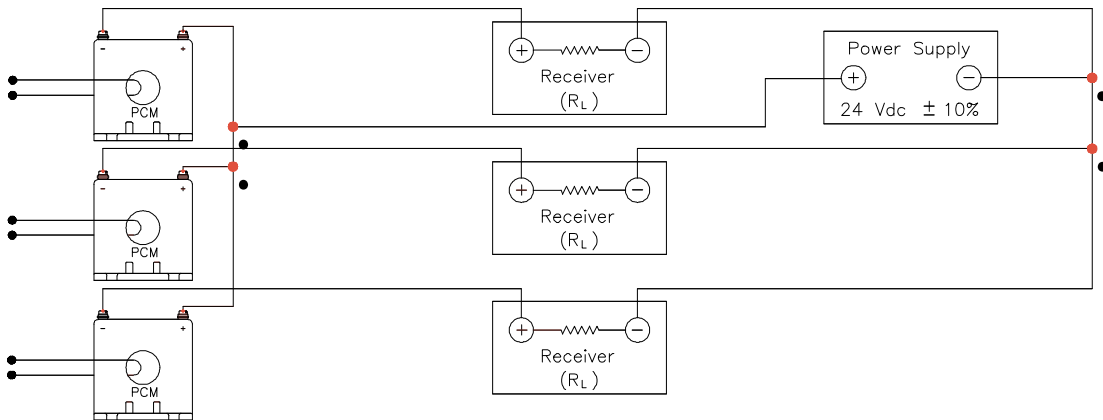 - +
PCM
+ -
Receiver
(RL)
Power Supply
+ -
24 Vdc ± 10%
- +
PCM
+ -
Receiver
(RL)
- +
PCM
+ -
Receiver
(RL)